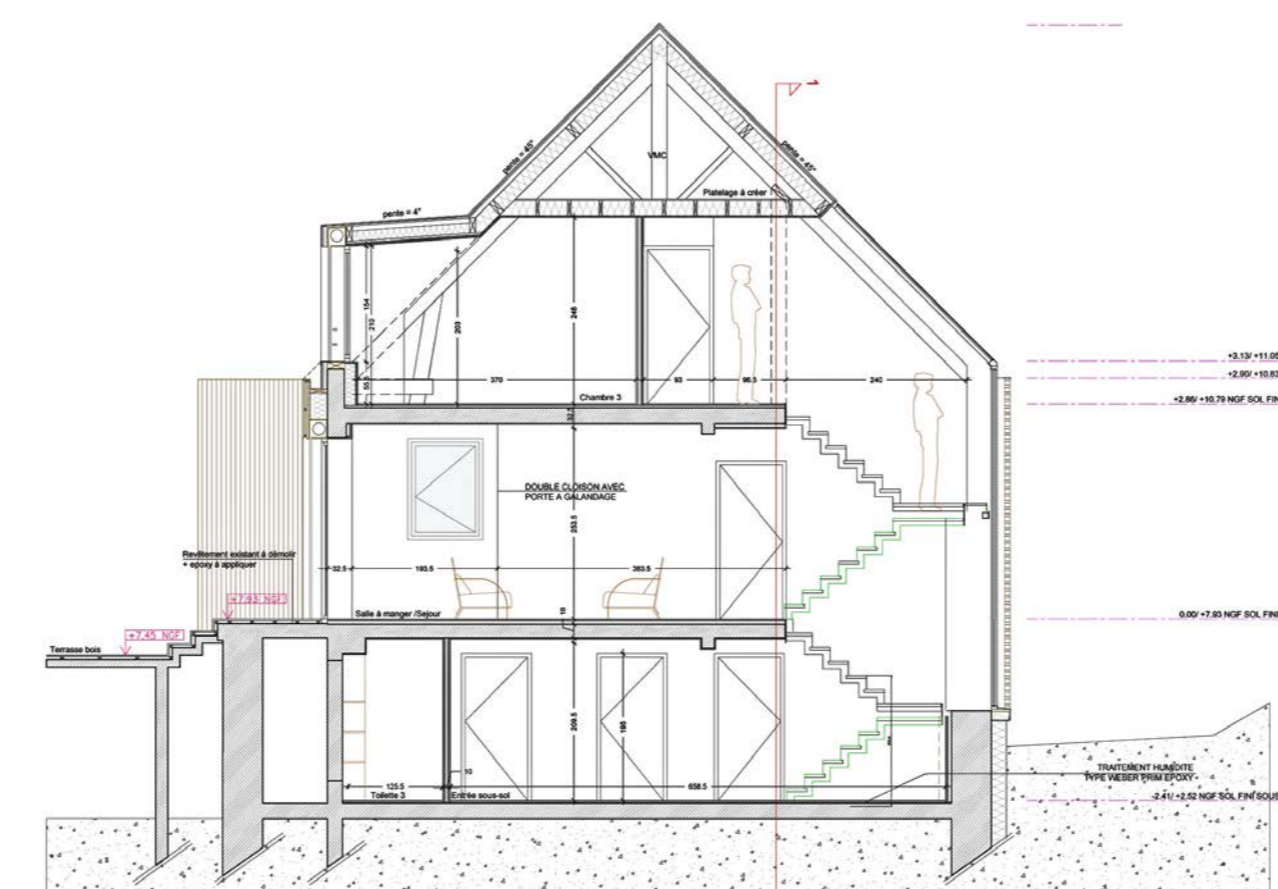 pente = 45°
pente = 45°
VMC
Platelage à créer
pente = 4°
154
210
203
248
55.5
370
93
96.5
240
Chambre 3
32.5
+3.13/ +11.05
+2.90/ +10.83
+2.86/ +10.79 NGF SOL FINI
DOUBLE CLOISON AVEC
PORTE A GALANDAGE
253.5
Revêtement existant à démolir
+ epoxy à appliquer
32.5
193.5
363.5
+7.93 NGF
Salle à manger /Sejour
18
0.00/ +7.93 NGF SOL FINI
+7.45 NGF
Terrasse bois
209.5
195
10
125.5
658.5
Toilette 3
Entrée sous-sol
TRAITEMENT HUMIDITE
TYPE WEBER PRIM EPOXY
-2.41/ +2.52 NGF SOL FINI SOUS